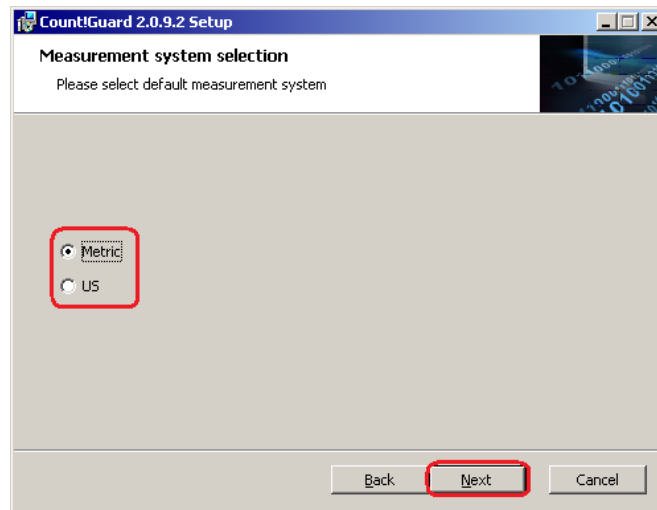 Count!Guard 2.0.9.2 Setup
Measurement system selection
Please select default measurement system
Metric
US
Back Next Cancel